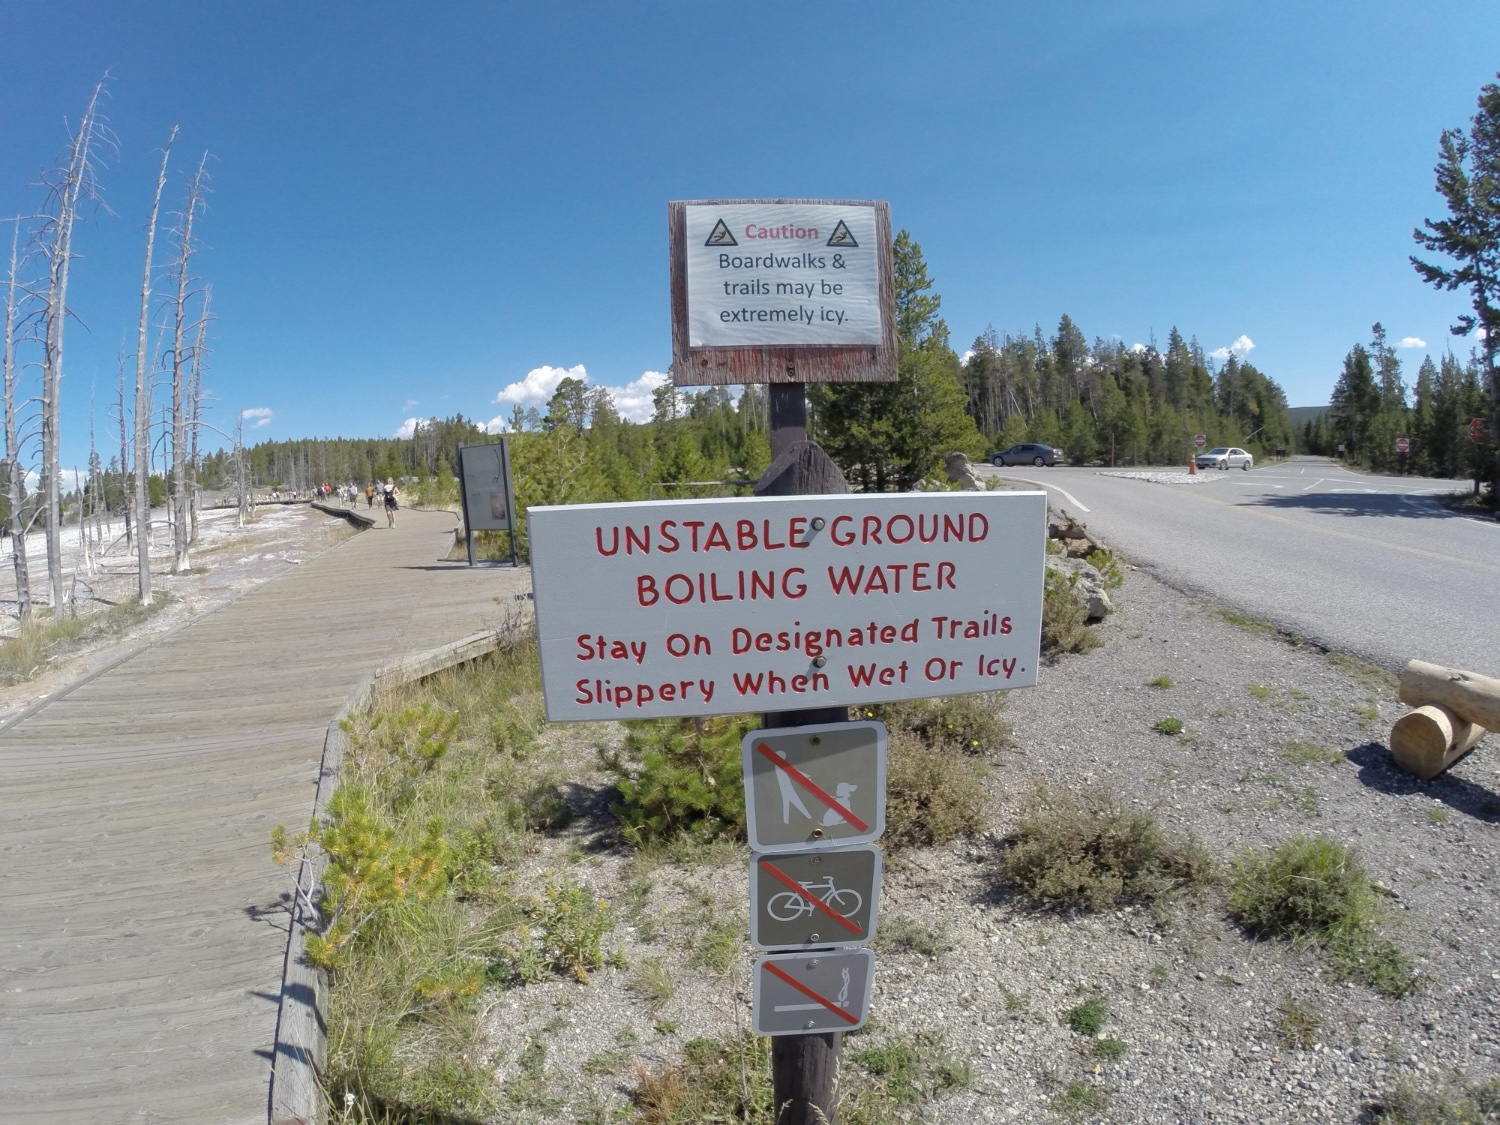 Caution
Boardwalks &
trails may be
extremely icy.
UNSTABLE GROUND
BOILING WATER
Stay On Designated Trails
Slippery When Wet Or Icy.